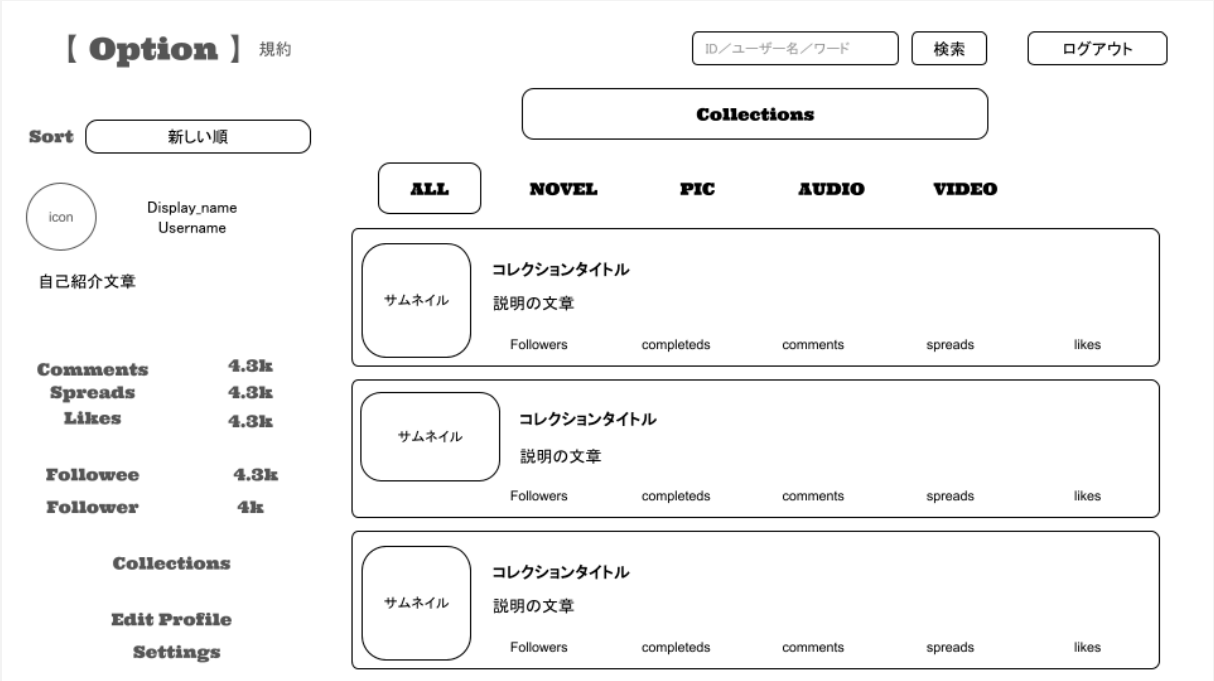 【 Option 】 規約
ID／ユーザー名／ワード
検索
ログアウト
Collections
Sort
新しい順
ALL
NOVEL
PIC
AUDIO
VIDEO
icon
Display_name
Username
自己紹介文章
Comments 4.3k
Spreads 4.3k
Likes 4.3k
Followee 4.3k
Follower 4k
Collections
Edit Profile
Settings
サムネイル
コレクションタイトル
説明の文章
Followers completeds comments spreads likes
サムネイル
コレクションタイトル
説明の文章
Followers completeds comments spreads likes
サムネイル
コレクションタイトル
説明の文章
Followers completeds comments spreads likes